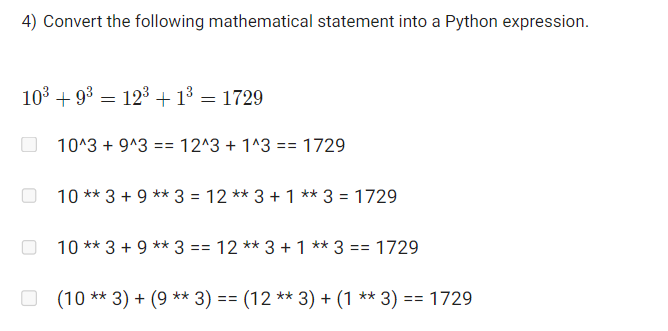 4) Convert the following mathematical statement into a Python expression.
10³ + 9³ = 12³ + 1³ = 1729
10^3 + 9^3 == 12^3 + 1^3 == 1729
10 ** 3 + 9 ** 3 = 12 ** 3 + 1 ** 3 = 1729
10 ** 3 + 9 ** 3 == 12 ** 3 + 1 ** 3 == 1729
(10 ** 3) + (9 ** 3) == (12 ** 3) + (1 ** 3) == 1729